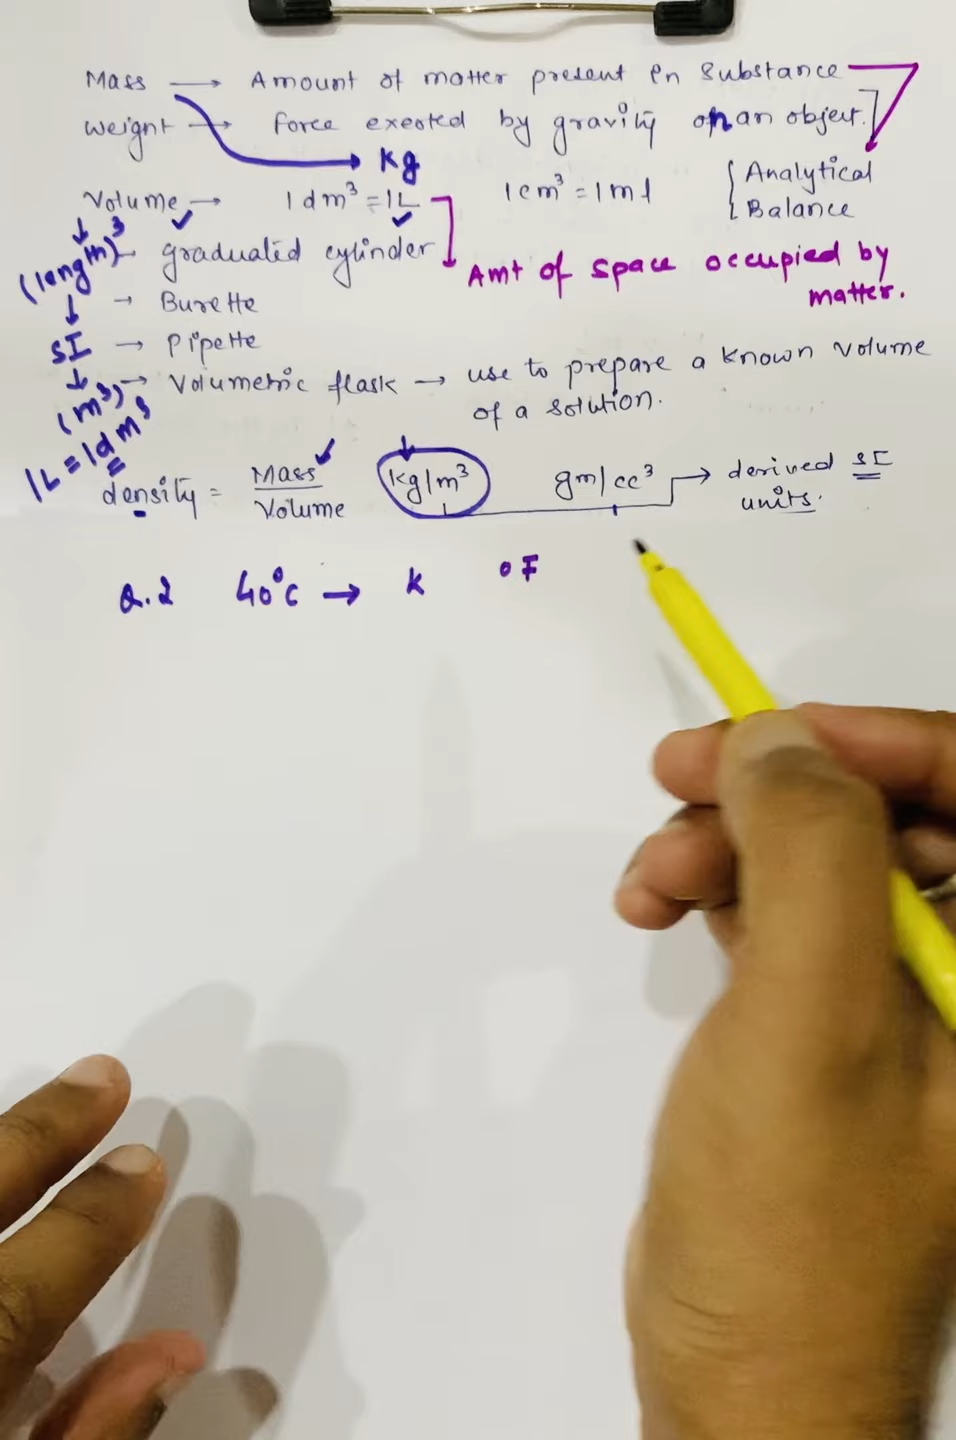 Mass → Amount of matter present in Substance
Weight → force exerted by gravity on an object.
Kg
Volume → 1 dm³ = 1L 1 cm³ = 1 ml
Analytical
Balance
(length)³ → graduated cylinder
Amt of space occupied by
matter.
→ Burette
SI → Pipette
(m³) → Volumetric flask → use to prepare a known volume
of a solution.
1L = 1dm³
density = Mass/Volume kg/m³ gm/cc³ → derived SI
units.
Q.2 40°C → K °F